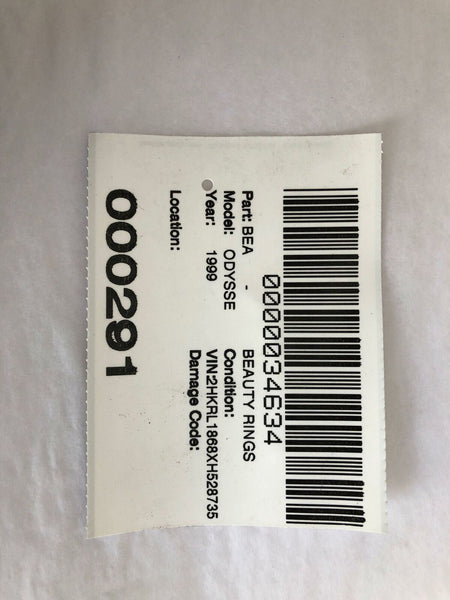 0000034634
Part: BEA - BEAUTY RINGS
Model: ODYSSE Condition:
Year: 1999 VIN:2HKRL1868XH528735
Damage Code:
Location:
000291